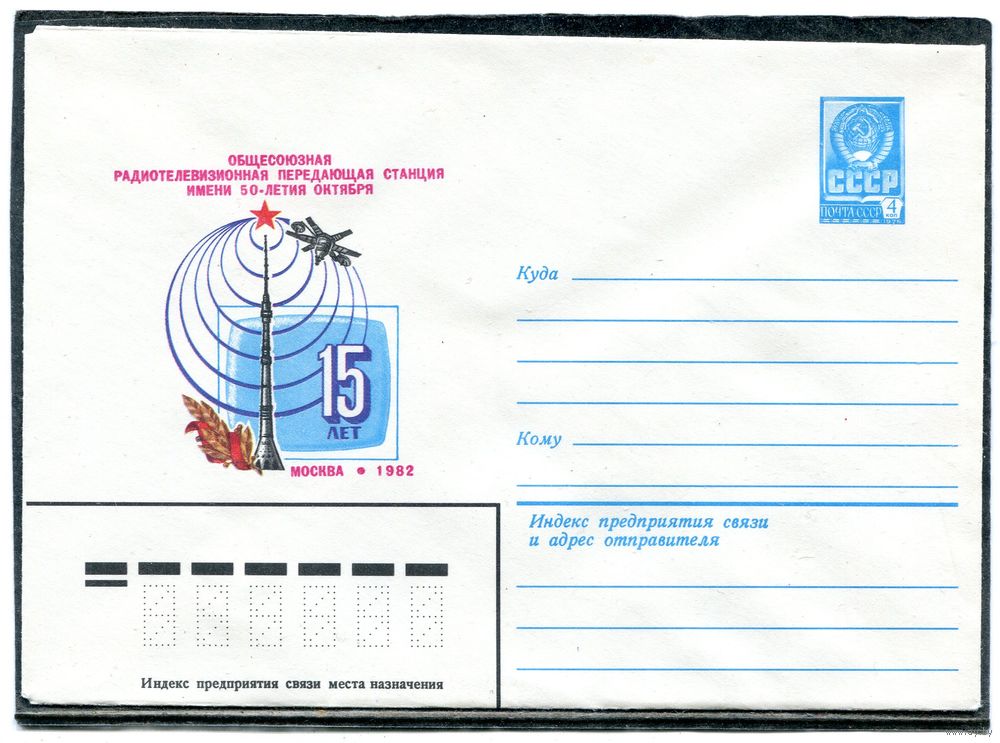 ОБЩЕСОЮЗНАЯ
РАДИОТЕЛЕВИЗИОННАЯ ПЕРЕДАЮЩАЯ СТАНЦИЯ
ИМЕНИ 50-ЛЕТИЯ ОКТЯБРЯ
15
ЛЕТ
МОСКВА • 1982
СССР
ПОЧТА СССР 4
КОП
1976
Куда
Кому
Индекс предприятия связи
и адрес отправителя
Индекс предприятия связи места назначения